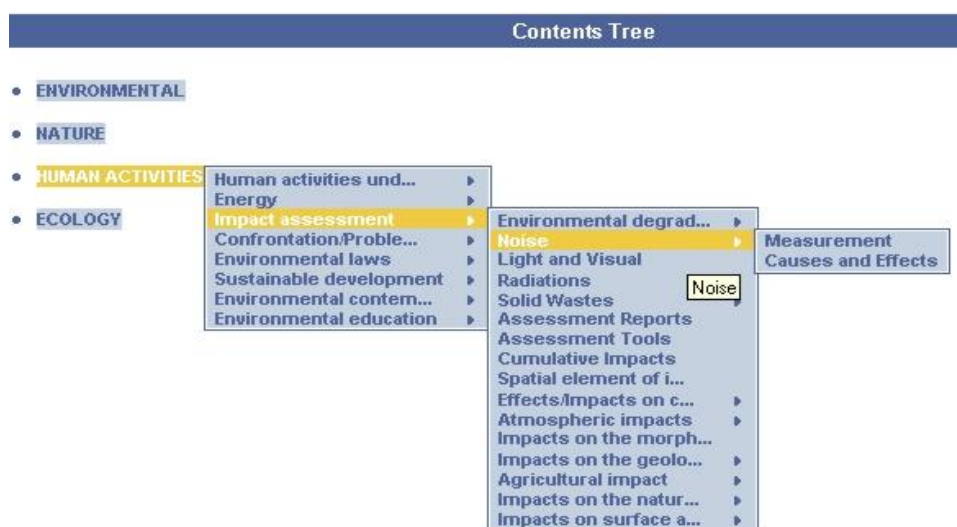 Contents Tree
ENVIRONMENTAL
NATURE
HUMAN ACTIVITIES
ECOLOGY
Human activities und...
Energy
Impact assessment
Confrontation/Proble...
Environmental laws
Sustainable development
Environmental contem...
Environmental education
Environmental degrad...
Noise
Light and Visual
Radiations
Solid Wastes
Assessment Reports
Assessment Tools
Cumulative Impacts
Spatial element of i...
Effects/Impacts on c...
Atmospheric impacts
Impacts on the morph...
Impacts on the geolo...
Agricultural impact
Impacts on the natur...
Impacts on surface a...
Noise
Measurement
Causes and Effects